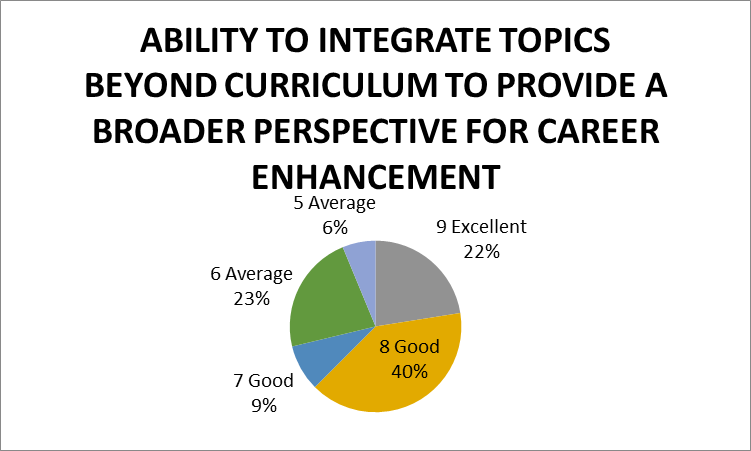 ABILITY TO INTEGRATE TOPICS
BEYOND CURRICULUM TO PROVIDE A
BROADER PERSPECTIVE FOR CAREER
ENHANCEMENT
5 Average
6%
9 Excellent
22%
6 Average
23%
8 Good
40%
7 Good
9%